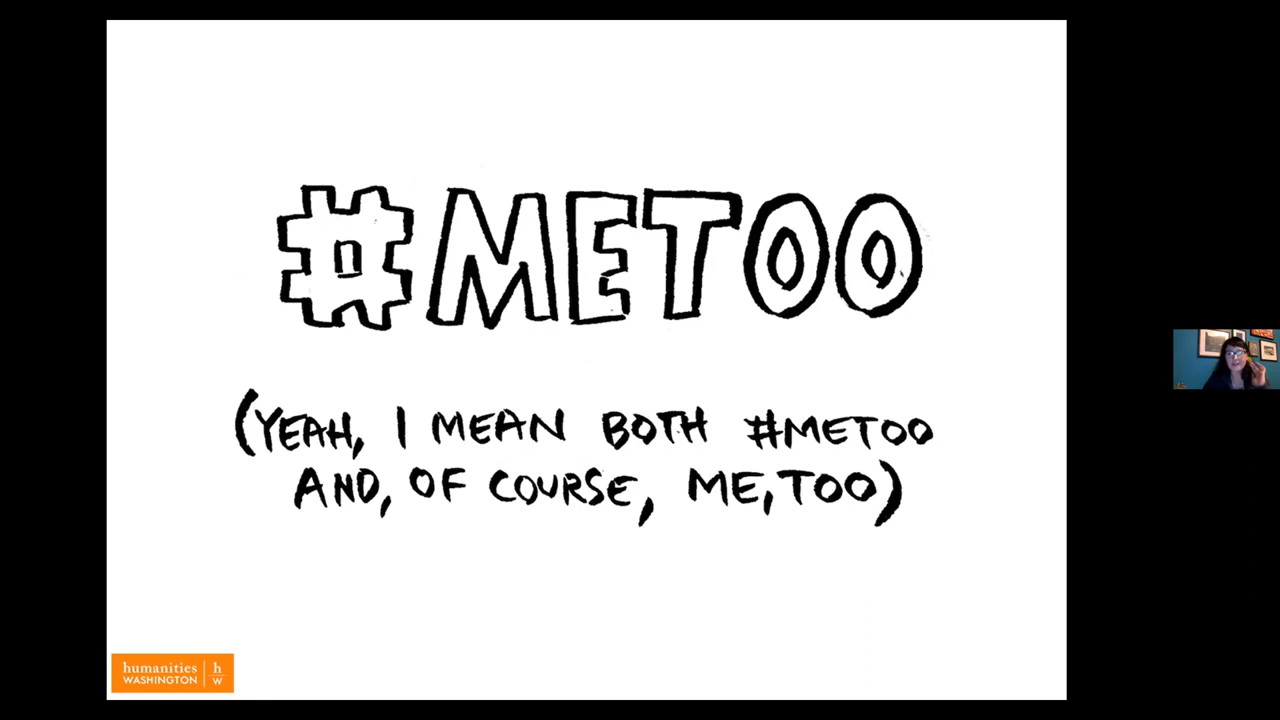 #METOO
(YEAH, I MEAN BOTH #METOO
AND, OF COURSE, ME, TOO)
humanities h
WASHINGTON w